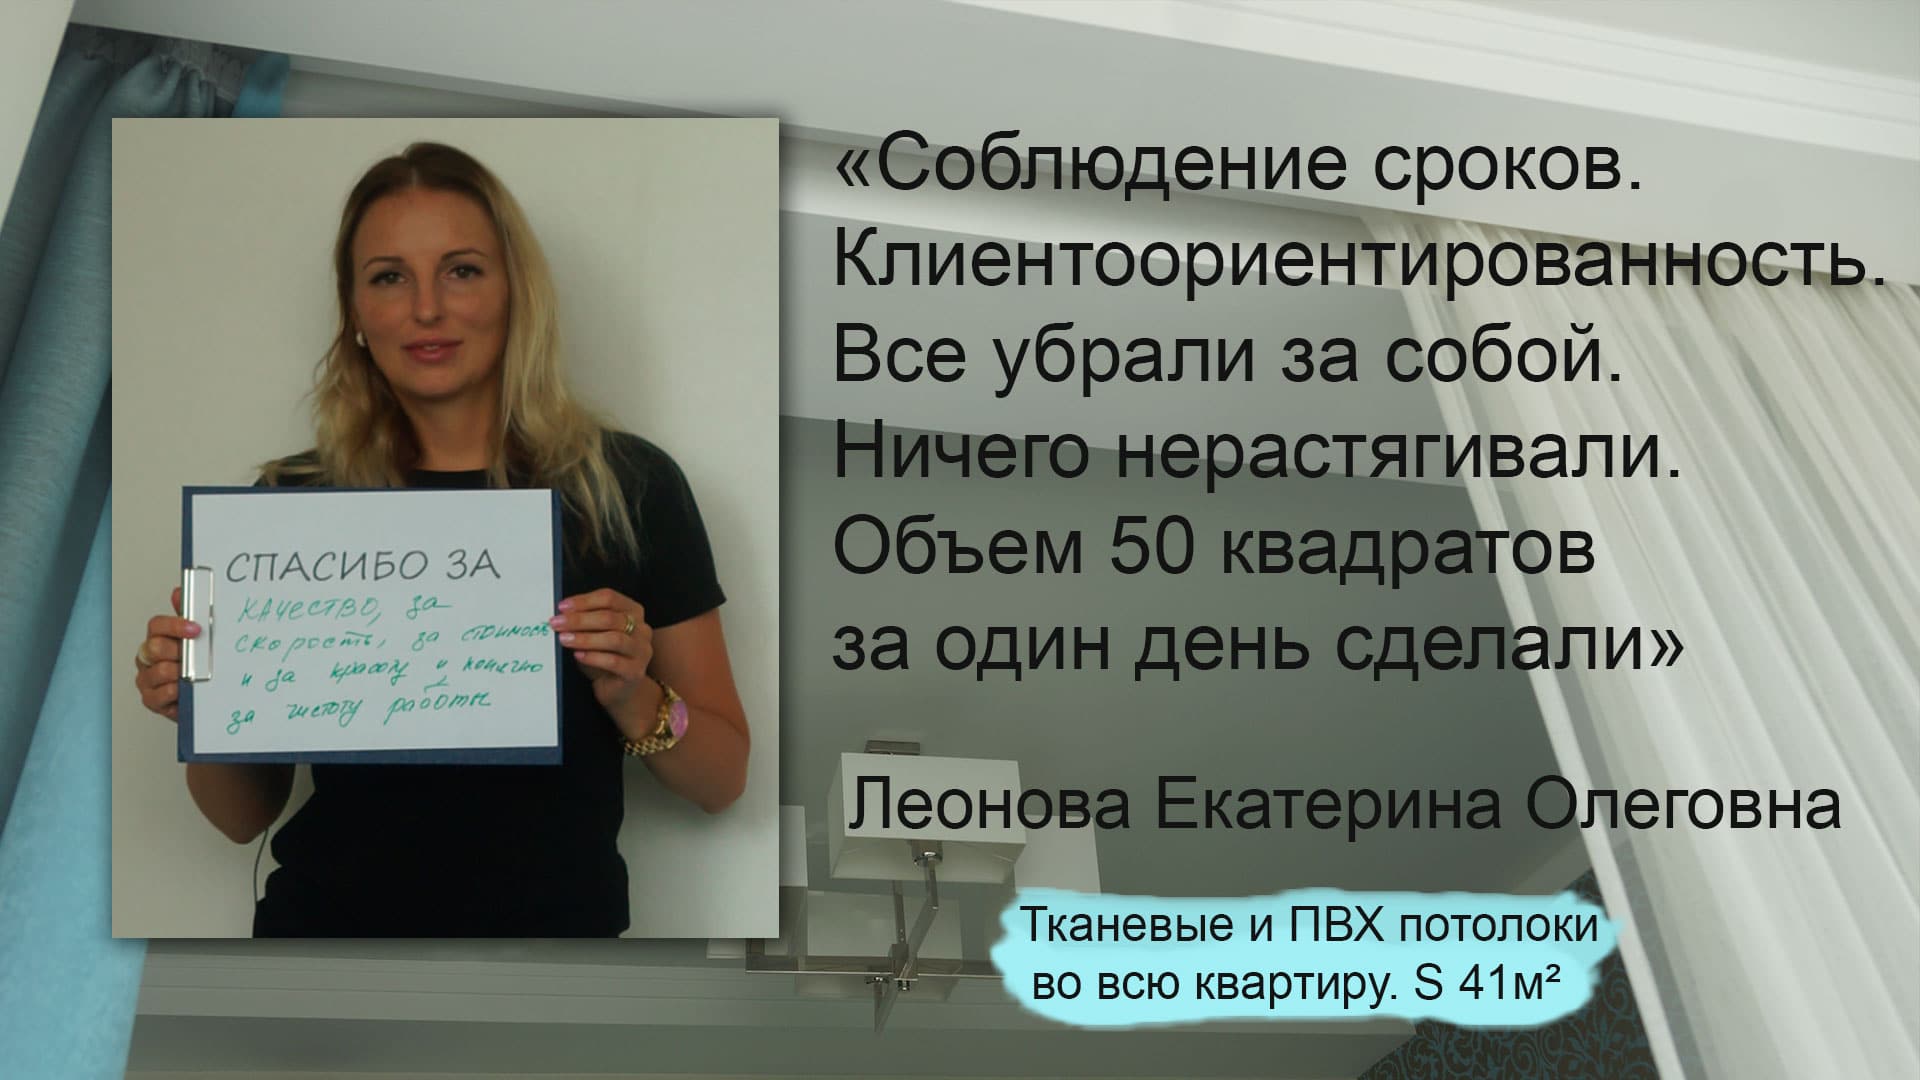 «Соблюдение сроков.
Клиентоориентированность.
Все убрали за собой.
Ничего нерастягивали.
Объем 50 квадратов
за один день сделали»
Леонова Екатерина Олеговна
Тканевые и ПВХ потолоки
во всю квартиру. S 41м²
СПАСИБО ЗА
КАЧЕСТВО, за
скорость, за стоимость
и за красоту и конечно
за чистоту работы